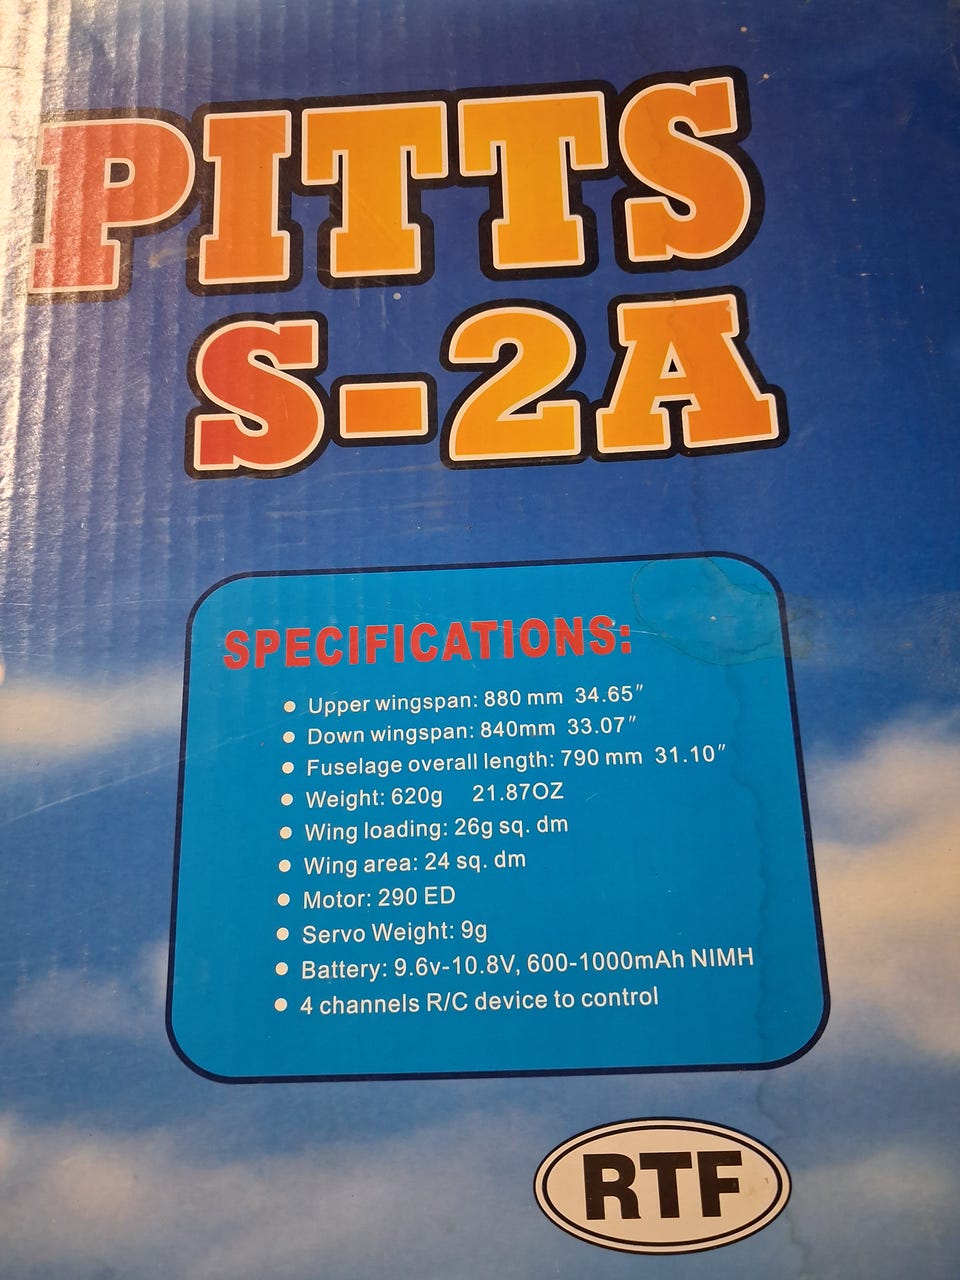 PITTS
S-2A
SPECIFICATIONS:
● Upper wingspan: 880 mm 34.65″
● Down wingspan: 840mm 33.07″
● Fuselage overall length: 790 mm 31.10″
● Weight: 620g 21.87OZ
● Wing loading: 26g sq. dm
● Wing area: 24 sq. dm
● Motor: 290 ED
● Servo Weight: 9g
● Battery: 9.6v-10.8V, 600-1000mAh NIMH
● 4 channels R/C device to control
RTF